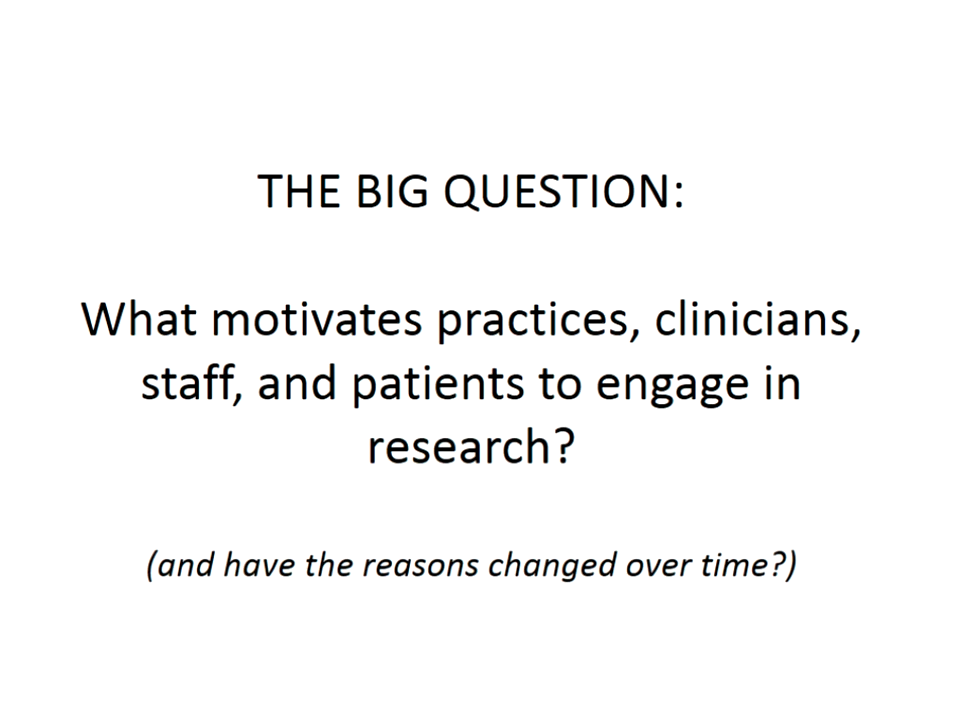 THE BIG QUESTION:
What motivates practices, clinicians,
staff, and patients to engage in
research?
(and have the reasons changed over time?)